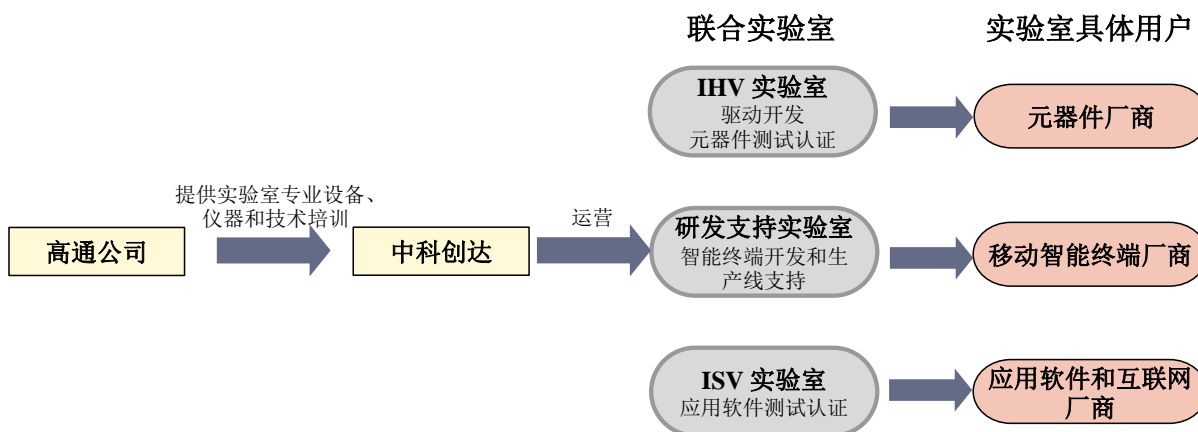 联合实验室
实验室具体用户
IHV 实验室
驱动开发
元器件测试认证
元器件厂商
提供实验室专业设备、
仪器和技术培训
高通公司
中科创达
运营
研发支持实验室
智能终端开发和生
产线支持
移动智能终端厂商
ISV 实验室
应用软件测试认证
应用软件和互联网
厂商